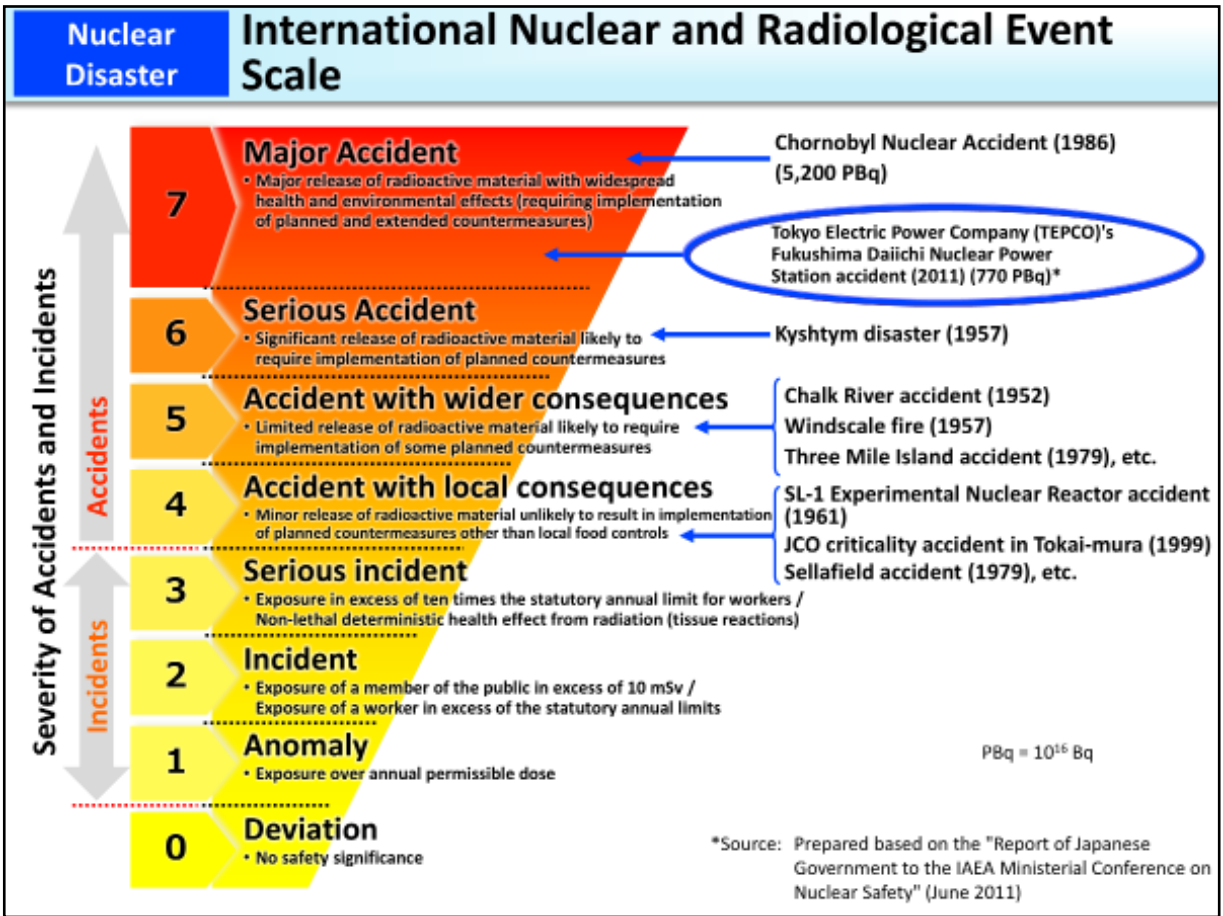 Nuclear
Disaster
International Nuclear and Radiological Event
Scale
Severity of Accidents and Incidents
Accidents
Incidents
7
Major Accident
• Major release of radioactive material with widespread
health and environmental effects (requiring implementation
of planned and extended countermeasures)
Chornobyl Nuclear Accident (1986)
(5,200 PBq)
Tokyo Electric Power Company (TEPCO)'s
Fukushima Daiichi Nuclear Power
Station accident (2011) (770 PBq)*
6
Serious Accident
• Significant release of radioactive material likely to
require implementation of planned countermeasures
Kyshtym disaster (1957)
5
Accident with wider consequences
• Limited release of radioactive material likely to require
implementation of some planned countermeasures
Chalk River accident (1952)
Windscale fire (1957)
Three Mile Island accident (1979), etc.
4
Accident with local consequences
• Minor release of radioactive material unlikely to result in implementation
of planned countermeasures other than local food controls
SL-1 Experimental Nuclear Reactor accident
(1961)
JCO criticality accident in Tokai-mura (1999)
Sellafield accident (1979), etc.
3
Serious incident
• Exposure in excess of ten times the statutory annual limit for workers /
Non-lethal deterministic health effect from radiation (tissue reactions)
2
Incident
• Exposure of a member of the public in excess of 10 mSv /
Exposure of a worker in excess of the statutory annual limits
1
Anomaly
• Exposure over annual permissible dose
PBq = 10¹⁶ Bq
0
Deviation
• No safety significance
*Source: Prepared based on the "Report of Japanese
Government to the IAEA Ministerial Conference on
Nuclear Safety" (June 2011)